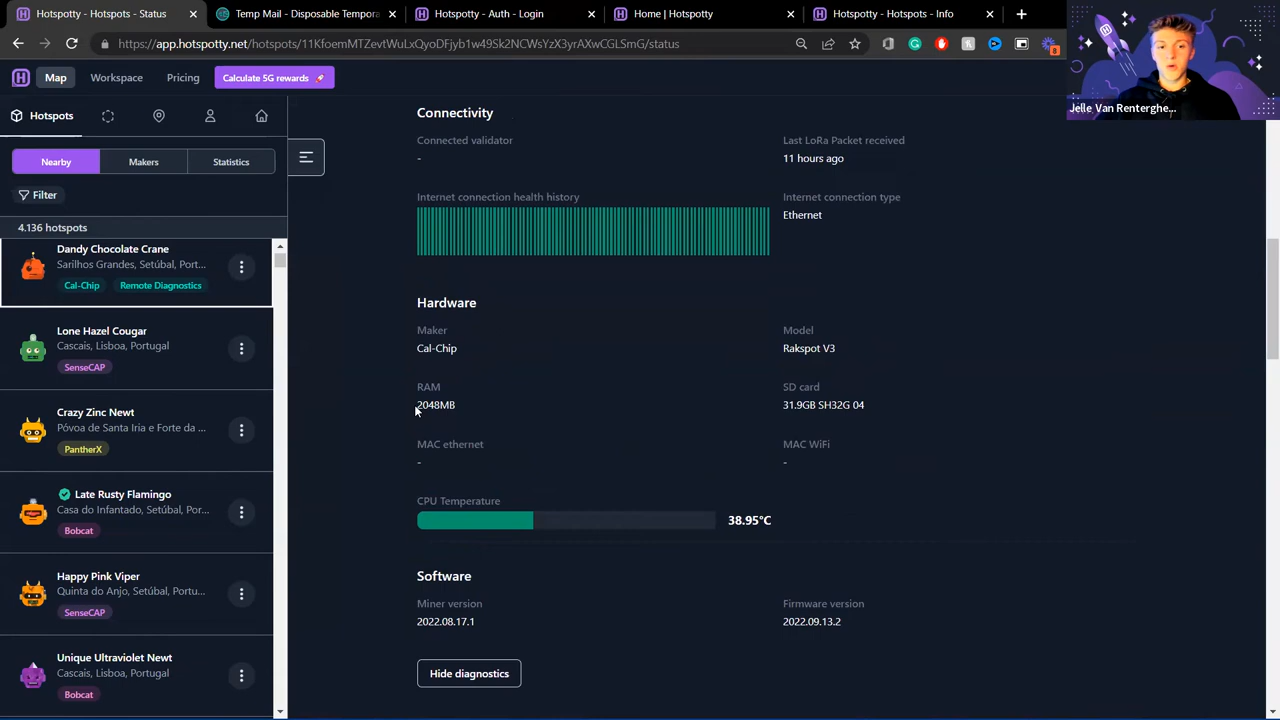 Hotspotty - Hotspots - Status
Temp Mail - Disposable Tempora
Hotspotty - Auth - Login
Home | Hotspotty
Hotspotty - Hotspots - Info
https://app.hotspotty.net/hotspots/11KfoemMTZevtWuLxQyoDFjyb1w49Sk2NCWsYzX3yrAXwCGLSmG/status
8
Map
Workspace
Pricing
Calculate 5G rewards
Jelle Van Renterghe...
Hotspots
Nearby
Makers
Statistics
Filter
4.136 hotspots
Dandy Chocolate Crane
Sarilhos Grandes, Setúbal, Port...
Cal-Chip
Remote Diagnostics
Lone Hazel Cougar
Cascais, Lisboa, Portugal
SenseCAP
Crazy Zinc Newt
Póvoa de Santa Iria e Forte da ...
PantherX
Late Rusty Flamingo
Casa do Infantado, Setúbal, Por...
Bobcat
Happy Pink Viper
Quinta do Anjo, Setúbal, Portu...
SenseCAP
Unique Ultraviolet Newt
Cascais, Lisboa, Portugal
Bobcat
Connectivity
Connected validator
-
Last LoRa Packet received
11 hours ago
Internet connection health history
Internet connection type
Ethernet
Hardware
Maker
Cal-Chip
Model
Rakspot V3
RAM
2048MB
SD card
31.9GB SH32G 04
MAC ethernet
-
MAC WiFi
-
CPU Temperature
38.95°C
Software
Miner version
2022.08.17.1
Firmware version
2022.09.13.2
Hide diagnostics